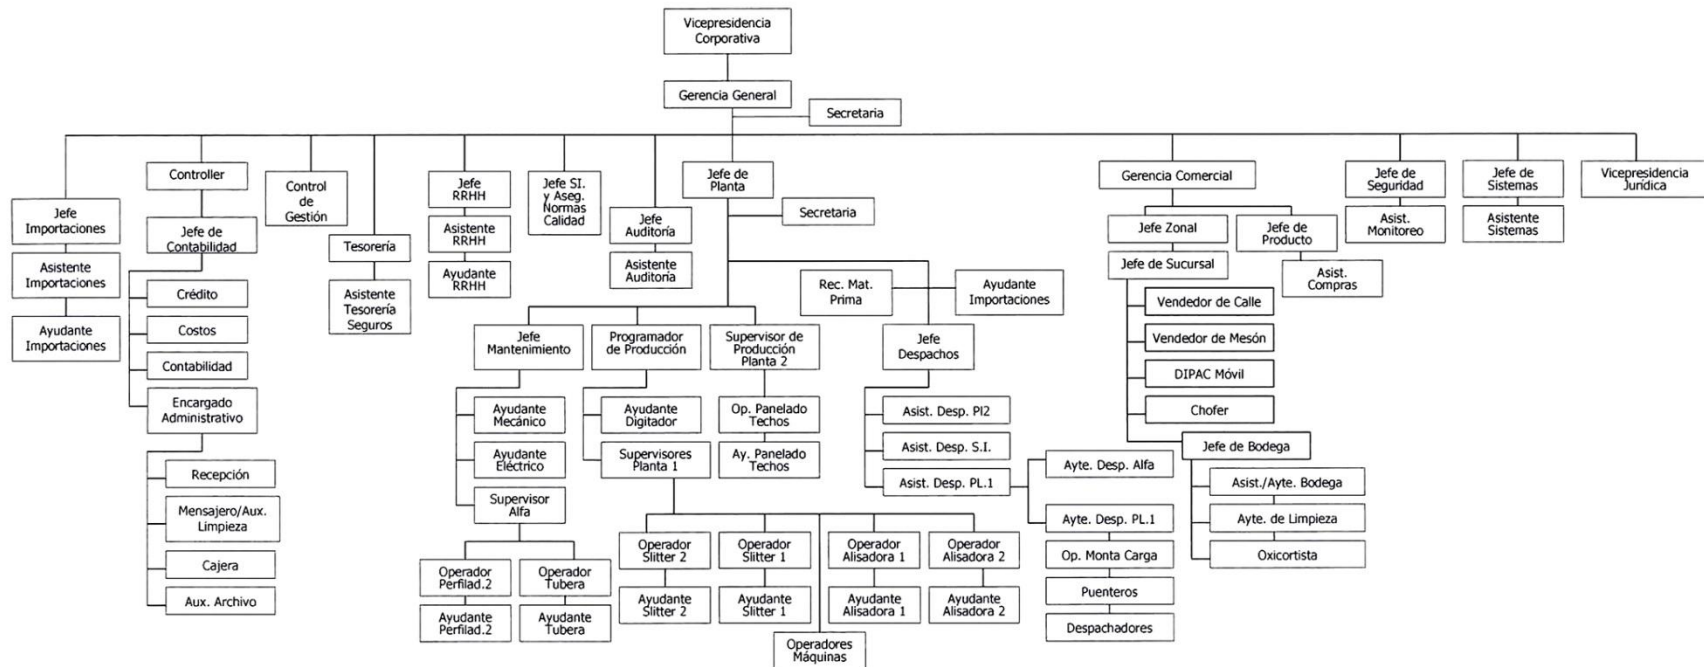 Vicepresidencia
Corporativa
Gerencia General
Secretaria
Jefe
Importaciones
Asistente
Importaciones
Ayudante
Importaciones
Controller
Jefe de
Contabilidad
Crédito
Costos
Contabilidad
Encargado
Administrativo
Recepción
Mensajero/Aux.
Limpieza
Cajera
Aux. Archivo
Control
de
Gestión
Tesorería
Asistente
Tesorería
Seguros
Jefe
RRHH
Asistente
RRHH
Ayudante
RRHH
Jefe SI.
y Aseg.
Normas
Calidad
Jefe
Auditoría
Asistente
Auditoría
Jefe de
Planta
Secretaria
Jefe
Mantenimiento
Ayudante
Mecánico
Ayudante
Eléctrico
Supervisor
Alfa
Operador
Perfilad.2
Ayudante
Perfilad.2
Operador
Tubera
Ayudante
Tubera
Programador
de Producción
Ayudante
Digitador
Supervisores
Planta 1
Operador
Slitter 2
Ayudante
Slitter 2
Operador
Slitter 1
Ayudante
Slitter 1
Operadores
Máquinas
Operador
Alisadora 1
Ayudante
Alisadora 1
Operador
Alisadora 2
Ayudante
Alisadora 2
Supervisor de
Producción
Planta 2
Op. Panelado
Techos
Ay. Panelado
Techos
Rec. Mat.
Prima
Ayudante
Importaciones
Jefe
Despachos
Asist. Desp. Pl2
Asist. Desp. S.I.
Asist. Desp. PL.1
Ayte. Desp. Alfa
Ayte. Desp. PL.1
Op. Monta Carga
Puenteros
Despachadores
Gerencia Comercial
Jefe Zonal
Jefe de Sucursal
Vendedor de Calle
Vendedor de Mesón
DIPAC Móvil
Chofer
Jefe de Bodega
Asist./Ayte. Bodega
Ayte. de Limpieza
Oxicortista
Jefe de
Producto
Asist.
Compras
Jefe de
Seguridad
Asist.
Monitoreo
Jefe de
Sistemas
Asistente
Sistemas
Vicepresidencia
Jurídica